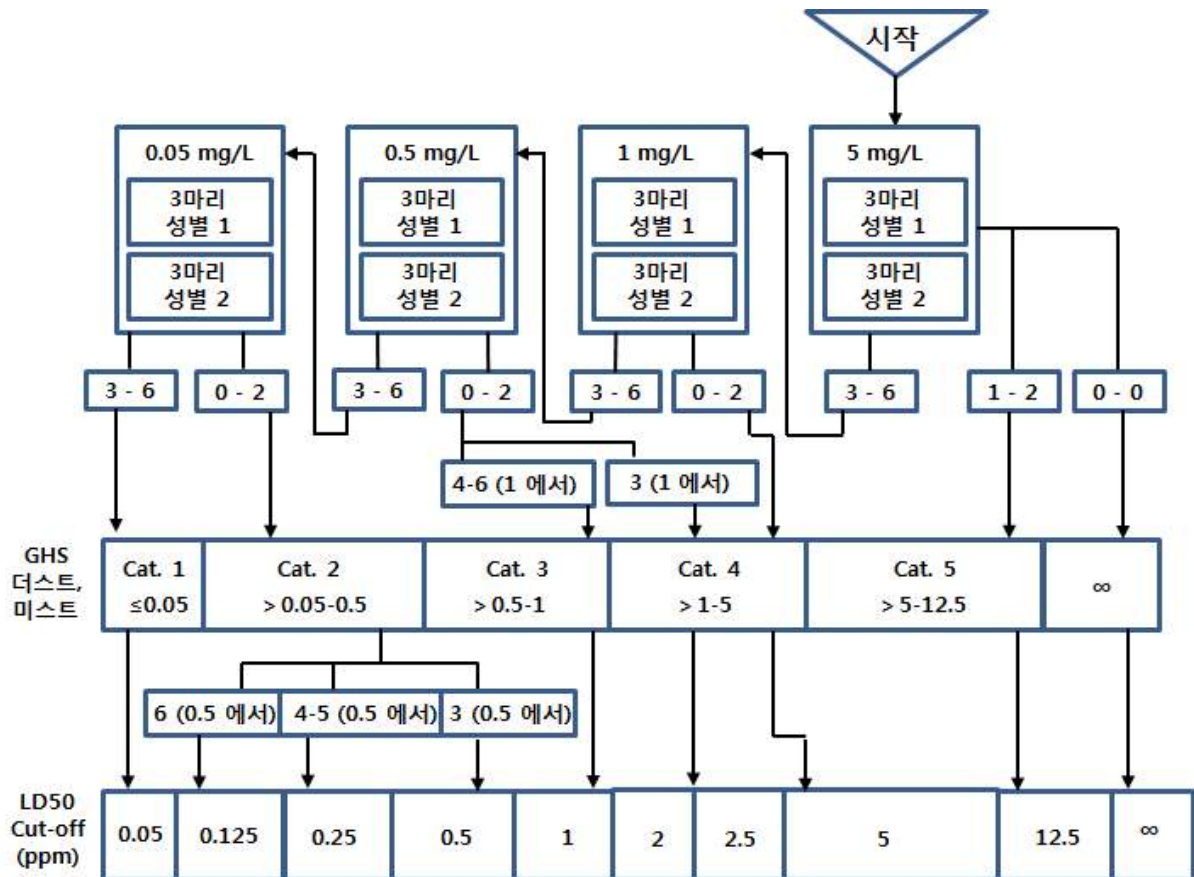 시작
0.05 mg/L
0.5 mg/L
1 mg/L
5 mg/L
3마리
성별 1
3마리
성별 1
3마리
성별 1
3마리
성별 1
3마리
성별 2
3마리
성별 2
3마리
성별 2
3마리
성별 2
3 - 6
0 - 2
3 - 6
0 - 2
3 - 6
0 - 2
3 - 6
1 - 2
0 - 0
4-6 (1 에서)
3 (1 에서)
GHS
더스트,
미스트
Cat. 1
≤0.05
Cat. 2
> 0.05-0.5
Cat. 3
> 0.5-1
Cat. 4
> 1-5
Cat. 5
> 5-12.5
∞
6 (0.5 에서)
4-5 (0.5 에서)
3 (0.5 에서)
LD50
Cut-off
(ppm)
0.05
0.125
0.25
0.5
1
2
2.5
5
12.5
∞